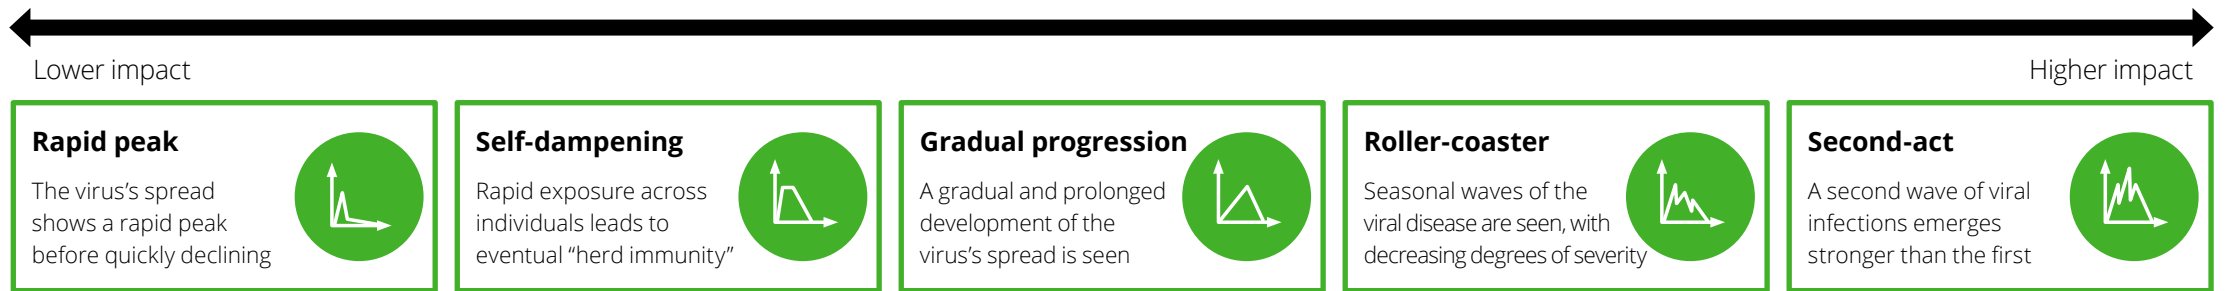 Lower impact
Higher impact
Rapid peak
The virus’s spread
shows a rapid peak
before quickly declining
Self-dampening
Rapid exposure across
individuals leads to
eventual “herd immunity”
Gradual progression
A gradual and prolonged
development of the
virus’s spread is seen
Roller-coaster
Seasonal waves of the
viral disease are seen, with
decreasing degrees of severity
Second-act
A second wave of viral
infections emerges
stronger than the first